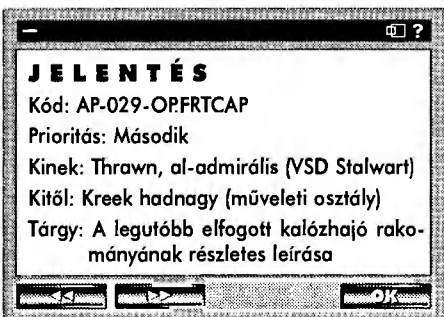 ?
JELENTÉS
Kód: AP-029-OP.FRTCAP
Prioritás: Második
Kinek: Thrawn, al-admirális (VSD Stalwart)
Kitől: Kreek hadnagy (műveleti osztály)
Tárgy: A legutóbb elfogott kalózhajó rako-
mányának részletes leírása
<< >> OK